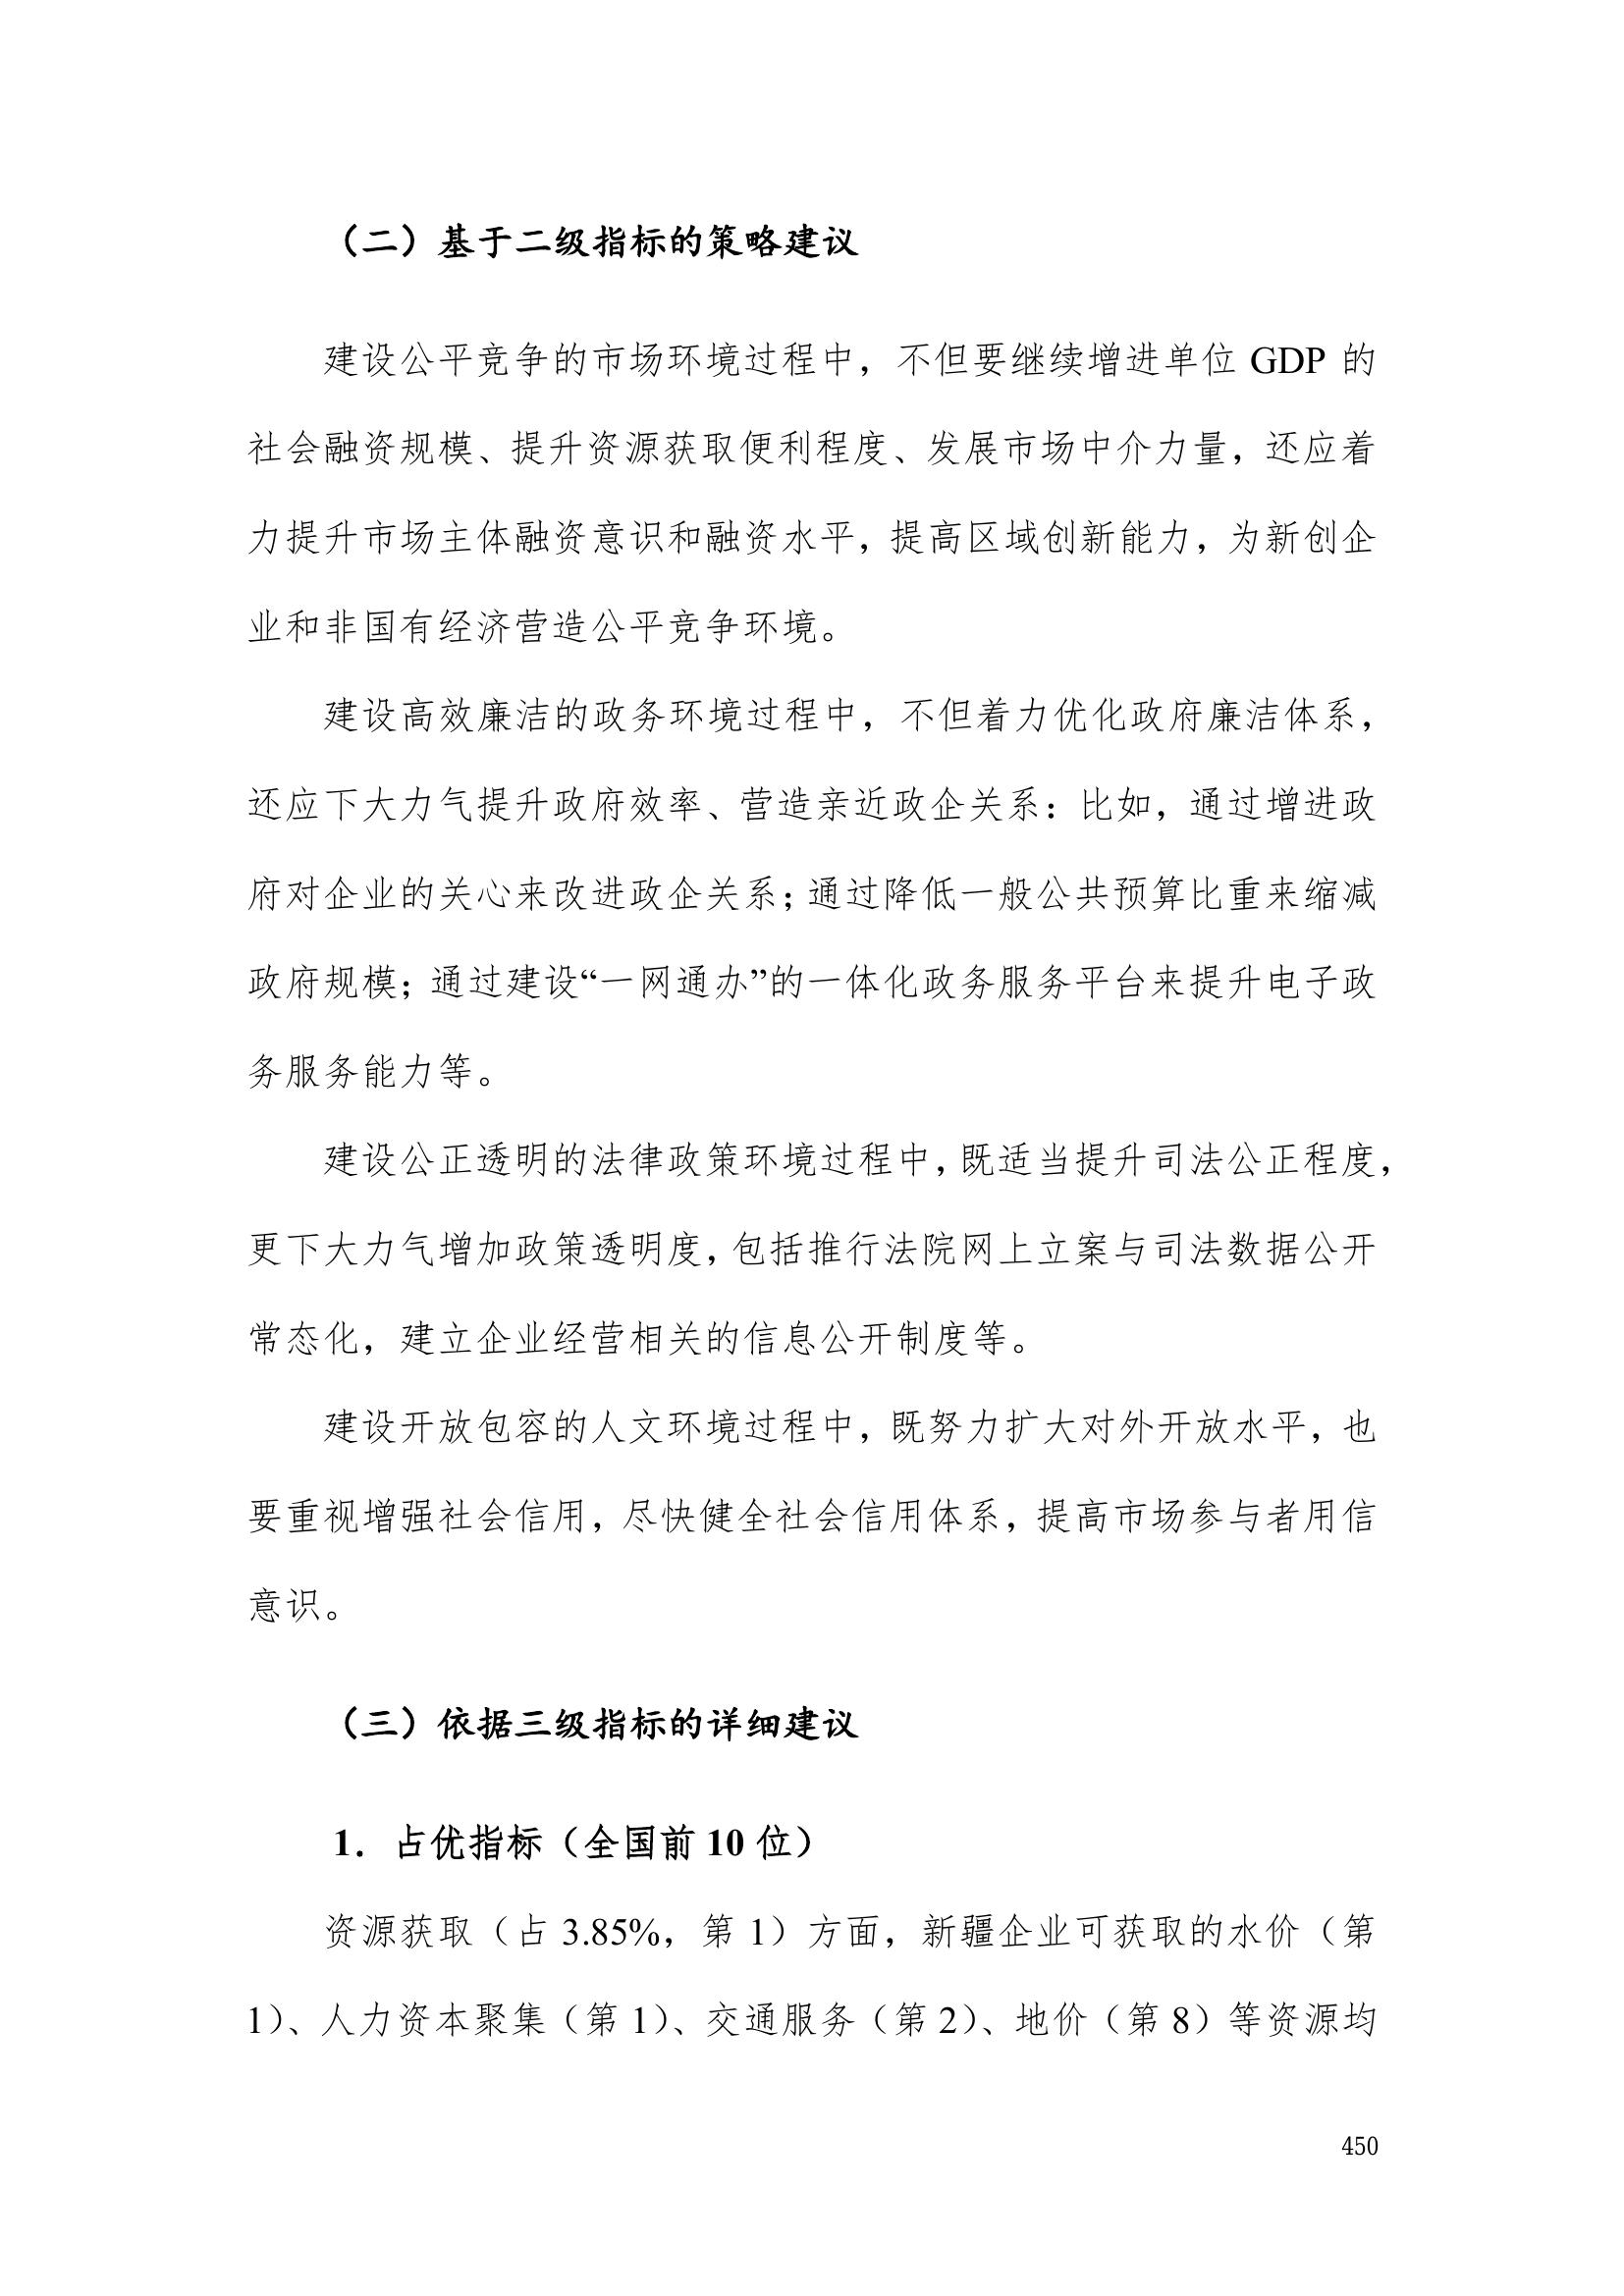 （二）基于二级指标的策略建议
建设公平竞争的市场环境过程中，不但要继续增进单位 GDP 的
社会融资规模、提升资源获取便利程度、发展市场中介力量，还应着
力提升市场主体融资意识和融资水平，提高区域创新能力，为新创企
业和非国有经济营造公平竞争环境。
建设高效廉洁的政务环境过程中，不但着力优化政府廉洁体系，
还应下大力气提升政府效率、营造亲近政企关系：比如，通过增进政
府对企业的关心来改进政企关系；通过降低一般公共预算比重来缩减
政府规模；通过建设“一网通办”的一体化政务服务平台来提升电子政
务服务能力等。
建设公正透明的法律政策环境过程中，既适当提升司法公正程度，
更下大力气增加政策透明度，包括推行法院网上立案与司法数据公开
常态化，建立企业经营相关的信息公开制度等。
建设开放包容的人文环境过程中，既努力扩大对外开放水平，也
要重视增强社会信用，尽快健全社会信用体系，提高市场参与者用信
意识。
（三）依据三级指标的详细建议
1．占优指标（全国前 10 位）
资源获取（占 3.85%，第 1）方面，新疆企业可获取的水价（第
1）、人力资本聚集（第 1）、交通服务（第 2）、地价（第 8）等资源均
450